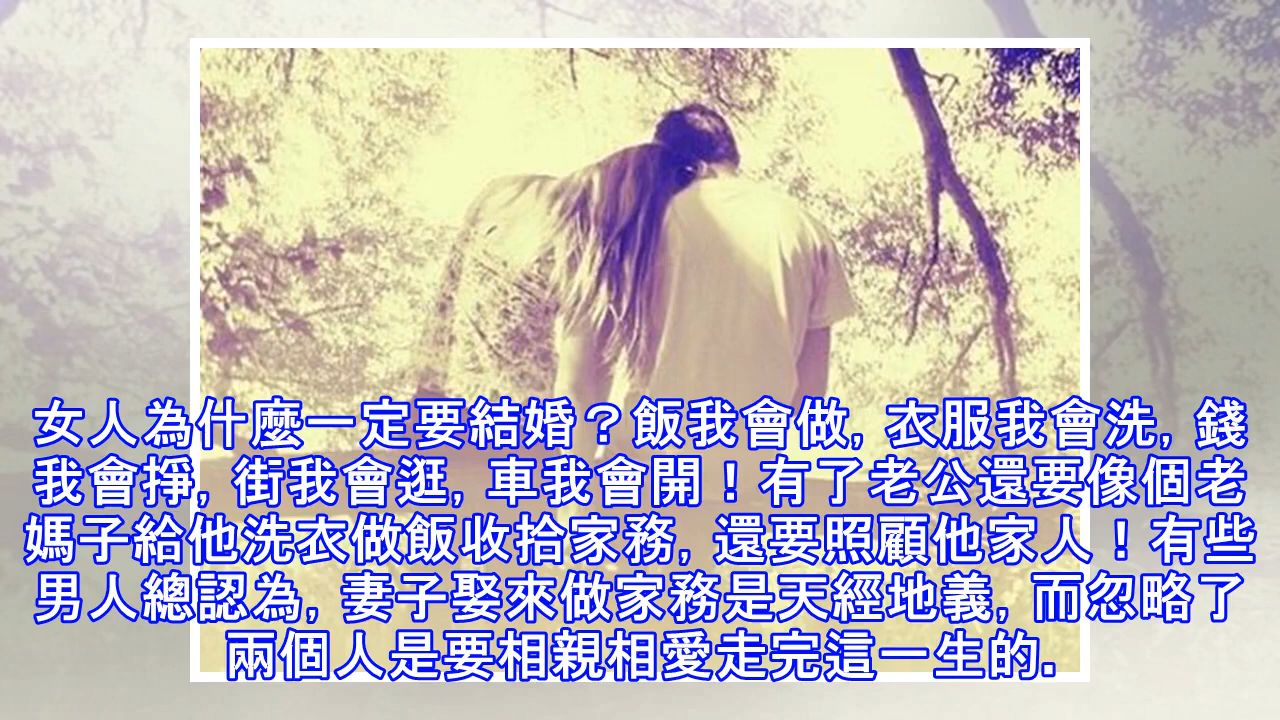 女人為什麼一定要結婚？飯我會做, 衣服我會洗, 錢
我會掙, 街我會逛, 車我會開！有了老公還要像個老
媽子給他洗衣做飯收拾家務, 還要照顧他家人！有些
男人總認為, 妻子娶來做家務是天經地義, 而忽略了
兩個人是要相親相愛走完這一生的.